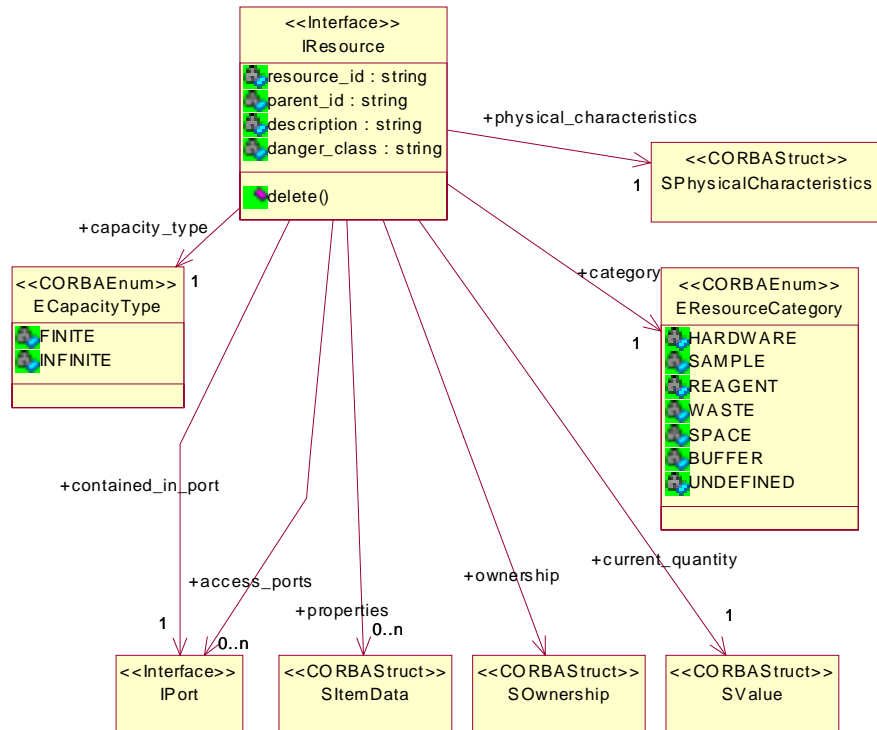 <<Interface>>
IResource
resource_id : string
parent_id : string
description : string
danger_class : string
delete()
+physical_characteristics
1
<<CORBAStruct>>
SPhysicalCharacteristics
+capacity_type
1
<<CORBAEnum>>
ECapacityType
FINITE
INFINITE
+category
1
<<CORBAEnum>>
EResourceCategory
HARDWARE
SAMPLE
REAGENT
WASTE
SPACE
BUFFER
UNDEFINED
+contained_in_port
1
+access_ports
0..n
+properties
0..n
+ownership
+current_quantity
1
<<Interface>>
IPort
<<CORBAStruct>>
SItemData
<<CORBAStruct>>
SOwnership
<<CORBAStruct>>
SValue